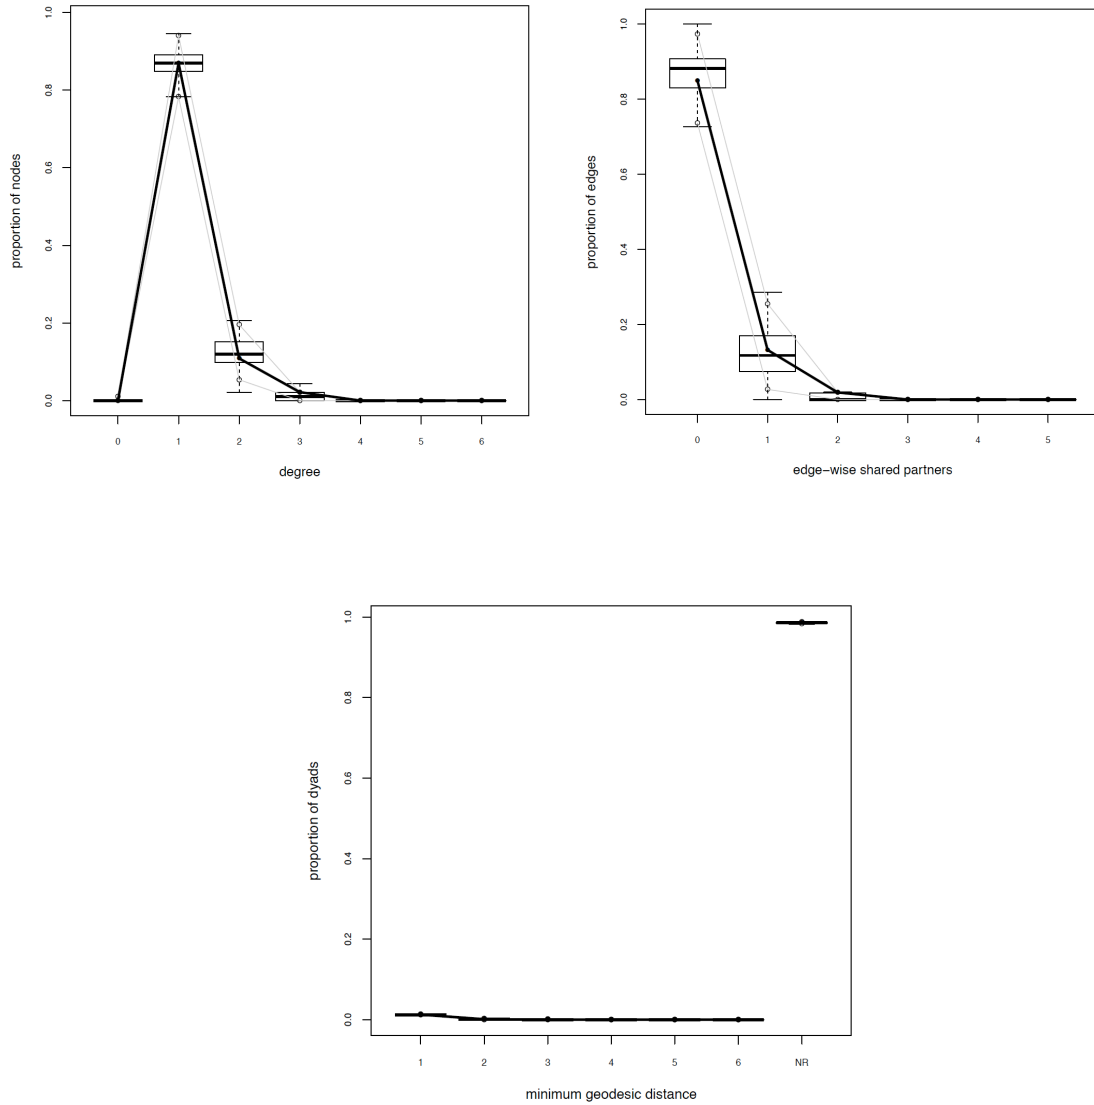 proportion of nodes
1.0
0.8
0.6
0.4
0.2
0.0
0 1 2 3 4 5 6
degree
proportion of edges
1.0
0.8
0.6
0.4
0.2
0.0
0 1 2 3 4 5
edge−wise shared partners
proportion of dyads
1.0
0.8
0.6
0.4
0.2
0.0
1 2 3 4 5 6 NR
minimum geodesic distance